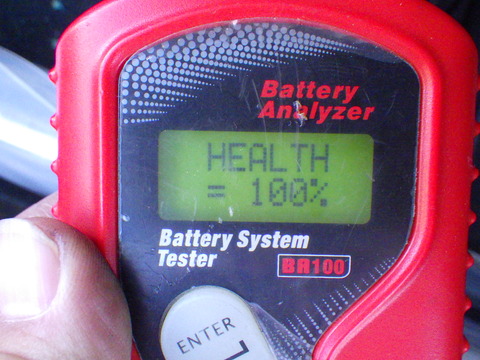 Battery
Analyzer
HEALTH
= 100%
Battery System
Tester
BR100
ENTER